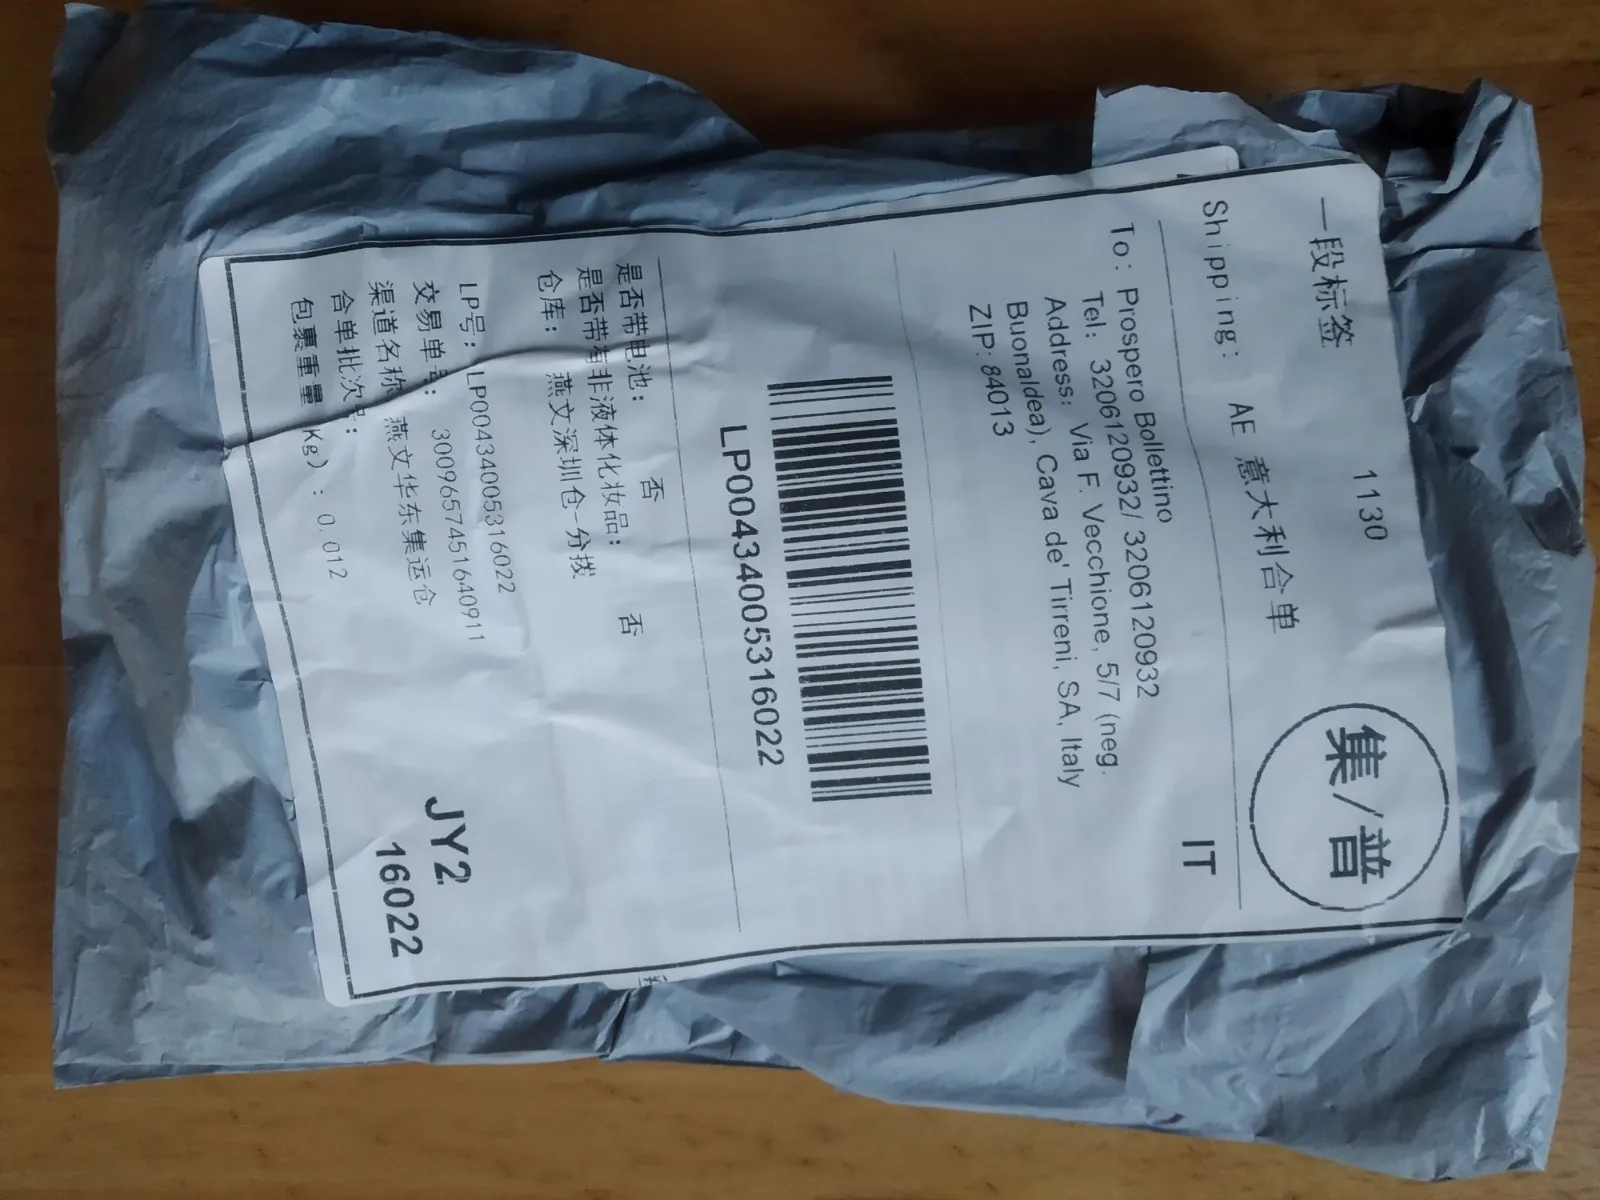 一段标签 1130
Shipping: AE 意大利合单
集/普
IT
To: Prospero Bollettino
Tel: 3206120932/ 3206120932
Address: Via F. Vecchione, 5/7 (neg.
Buonaldea), Cava de' Tirreni, SA, Italy
ZIP: 84013
LP00434005316022
是否带电池: 否
是否带有非液体化妆品: 否
仓库: 燕文深圳仓-分拨
LP号: LP00434005316022
交易单号: 3009657451640911
渠道名称 燕文华东集运仓
合单批次号:
包裹重量 Kg) : 0.012
JY2
16022